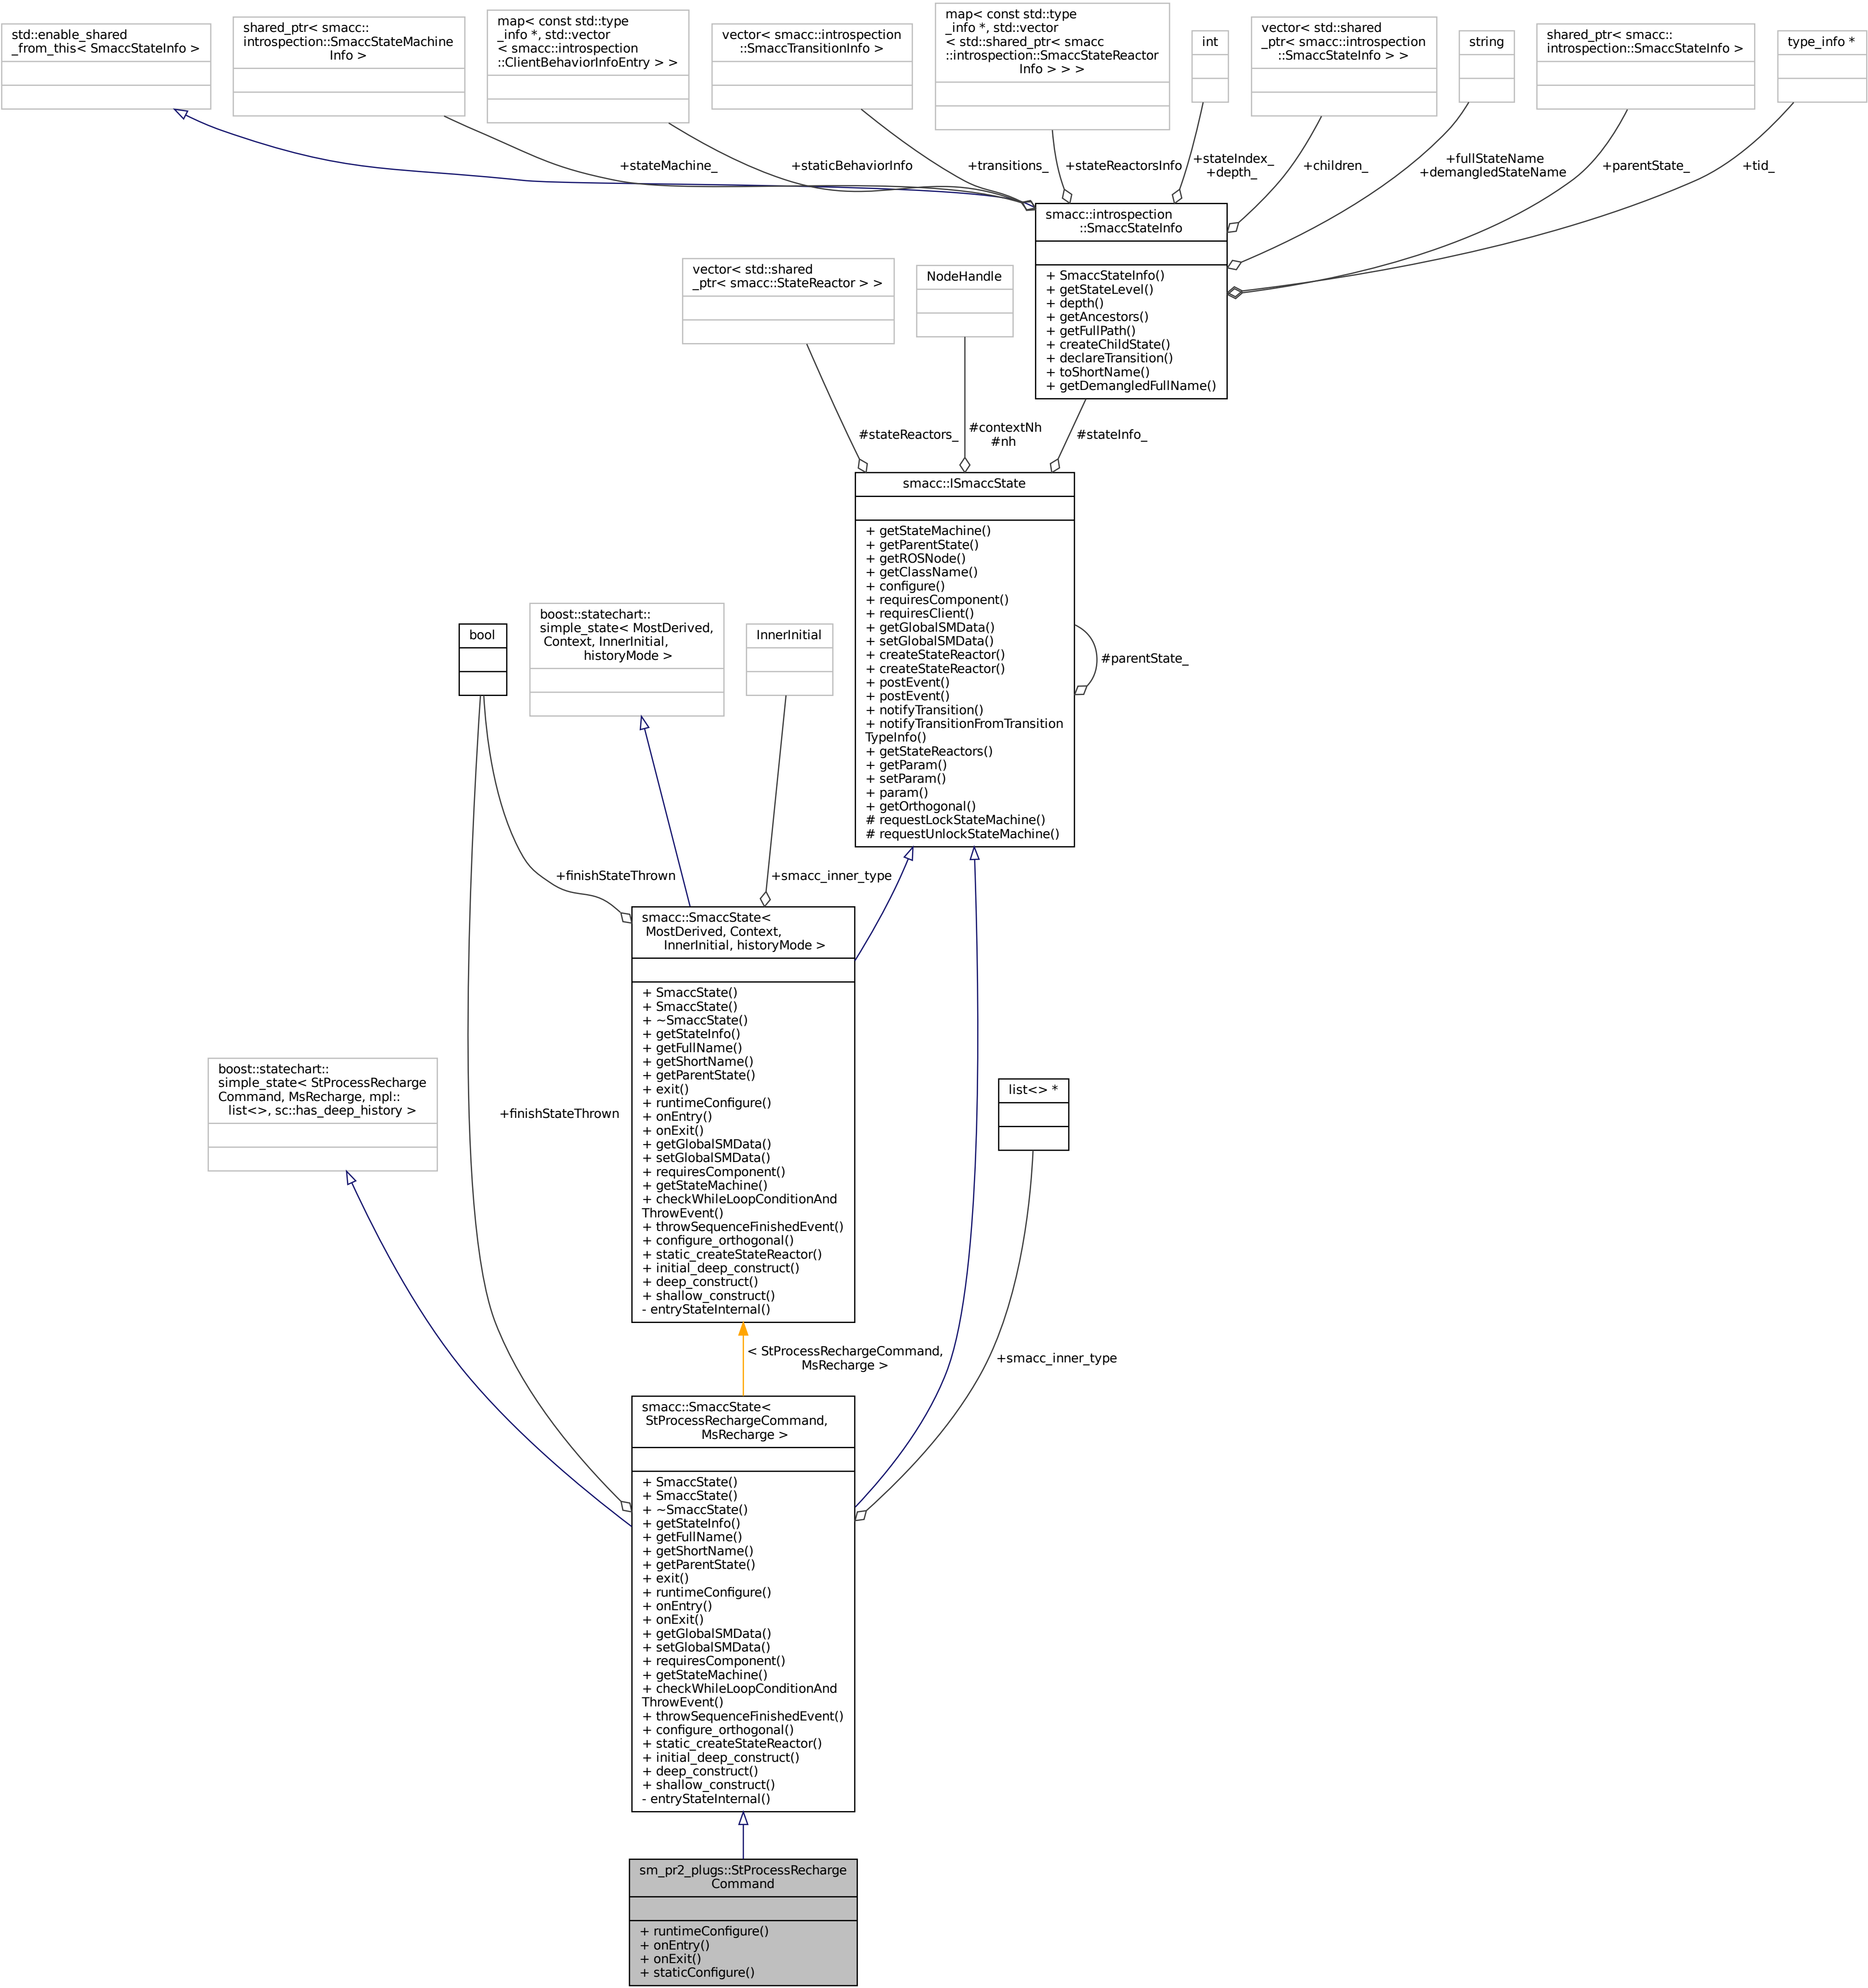 std::enable_shared
_from_this< SmaccStateInfo >
shared_ptr< smacc::
introspection::SmaccStateMachine
Info >
map< const std::type
_info *, std::vector
< smacc::introspection
::ClientBehaviorInfoEntry > >
vector< smacc::introspection
::SmaccTransitionInfo >
map< const std::type
_info *, std::vector
< std::shared_ptr< smacc
::introspection::SmaccStateReactor
Info > > >
int
vector< std::shared
_ptr< smacc::introspection
::SmaccStateInfo > >
string
shared_ptr< smacc::
introspection::SmaccStateInfo >
type_info *
+stateMachine_
+staticBehaviorInfo
+transitions_
+stateReactorsInfo
+stateIndex_
+depth_
+children_
+fullStateName
+demangledStateName
+parentState_
+tid_
smacc::introspection
::SmaccStateInfo
+ SmaccStateInfo()
+ getStateLevel()
+ depth()
+ getAncestors()
+ getFullPath()
+ createChildState()
+ declareTransition()
+ toShortName()
+ getDemangledFullName()
vector< std::shared
_ptr< smacc::StateReactor > >
NodeHandle
#stateReactors_
#contextNh
#nh
#stateInfo_
smacc::ISmaccState
+ getStateMachine()
+ getParentState()
+ getROSNode()
+ getClassName()
+ configure()
+ requiresComponent()
+ requiresClient()
+ getGlobalSMData()
+ setGlobalSMData()
+ createStateReactor()
+ createStateReactor()
+ postEvent()
+ postEvent()
+ notifyTransition()
+ notifyTransitionFromTransition
TypeInfo()
+ getStateReactors()
+ getParam()
+ setParam()
+ param()
+ getOrthogonal()
# requestLockStateMachine()
# requestUnlockStateMachine()
#parentState_
bool
boost::statechart::
simple_state< MostDerived,
Context, InnerInitial,
historyMode >
InnerInitial
+finishStateThrown
+smacc_inner_type
smacc::SmaccState<
MostDerived, Context,
InnerInitial, historyMode >
+ SmaccState()
+ SmaccState()
+ ~SmaccState()
+ getStateInfo()
+ getFullName()
+ getShortName()
+ getParentState()
+ exit()
+ runtimeConfigure()
+ onEntry()
+ onExit()
+ getGlobalSMData()
+ setGlobalSMData()
+ requiresComponent()
+ getStateMachine()
+ checkWhileLoopConditionAnd
ThrowEvent()
+ throwSequenceFinishedEvent()
+ configure_orthogonal()
+ static_createStateReactor()
+ initial_deep_construct()
+ deep_construct()
+ shallow_construct()
- entryStateInternal()
boost::statechart::
simple_state< StProcessRecharge
Command, MsRecharge, mpl::
list<>, sc::has_deep_history >
+finishStateThrown
list<> *
< StProcessRechargeCommand,
MsRecharge >
+smacc_inner_type
smacc::SmaccState<
StProcessRechargeCommand,
MsRecharge >
+ SmaccState()
+ SmaccState()
+ ~SmaccState()
+ getStateInfo()
+ getFullName()
+ getShortName()
+ getParentState()
+ exit()
+ runtimeConfigure()
+ onEntry()
+ onExit()
+ getGlobalSMData()
+ setGlobalSMData()
+ requiresComponent()
+ getStateMachine()
+ checkWhileLoopConditionAnd
ThrowEvent()
+ throwSequenceFinishedEvent()
+ configure_orthogonal()
+ static_createStateReactor()
+ initial_deep_construct()
+ deep_construct()
+ shallow_construct()
- entryStateInternal()
sm_pr2_plugs::StProcessRecharge
Command
+ runtimeConfigure()
+ onEntry()
+ onExit()
+ staticConfigure()